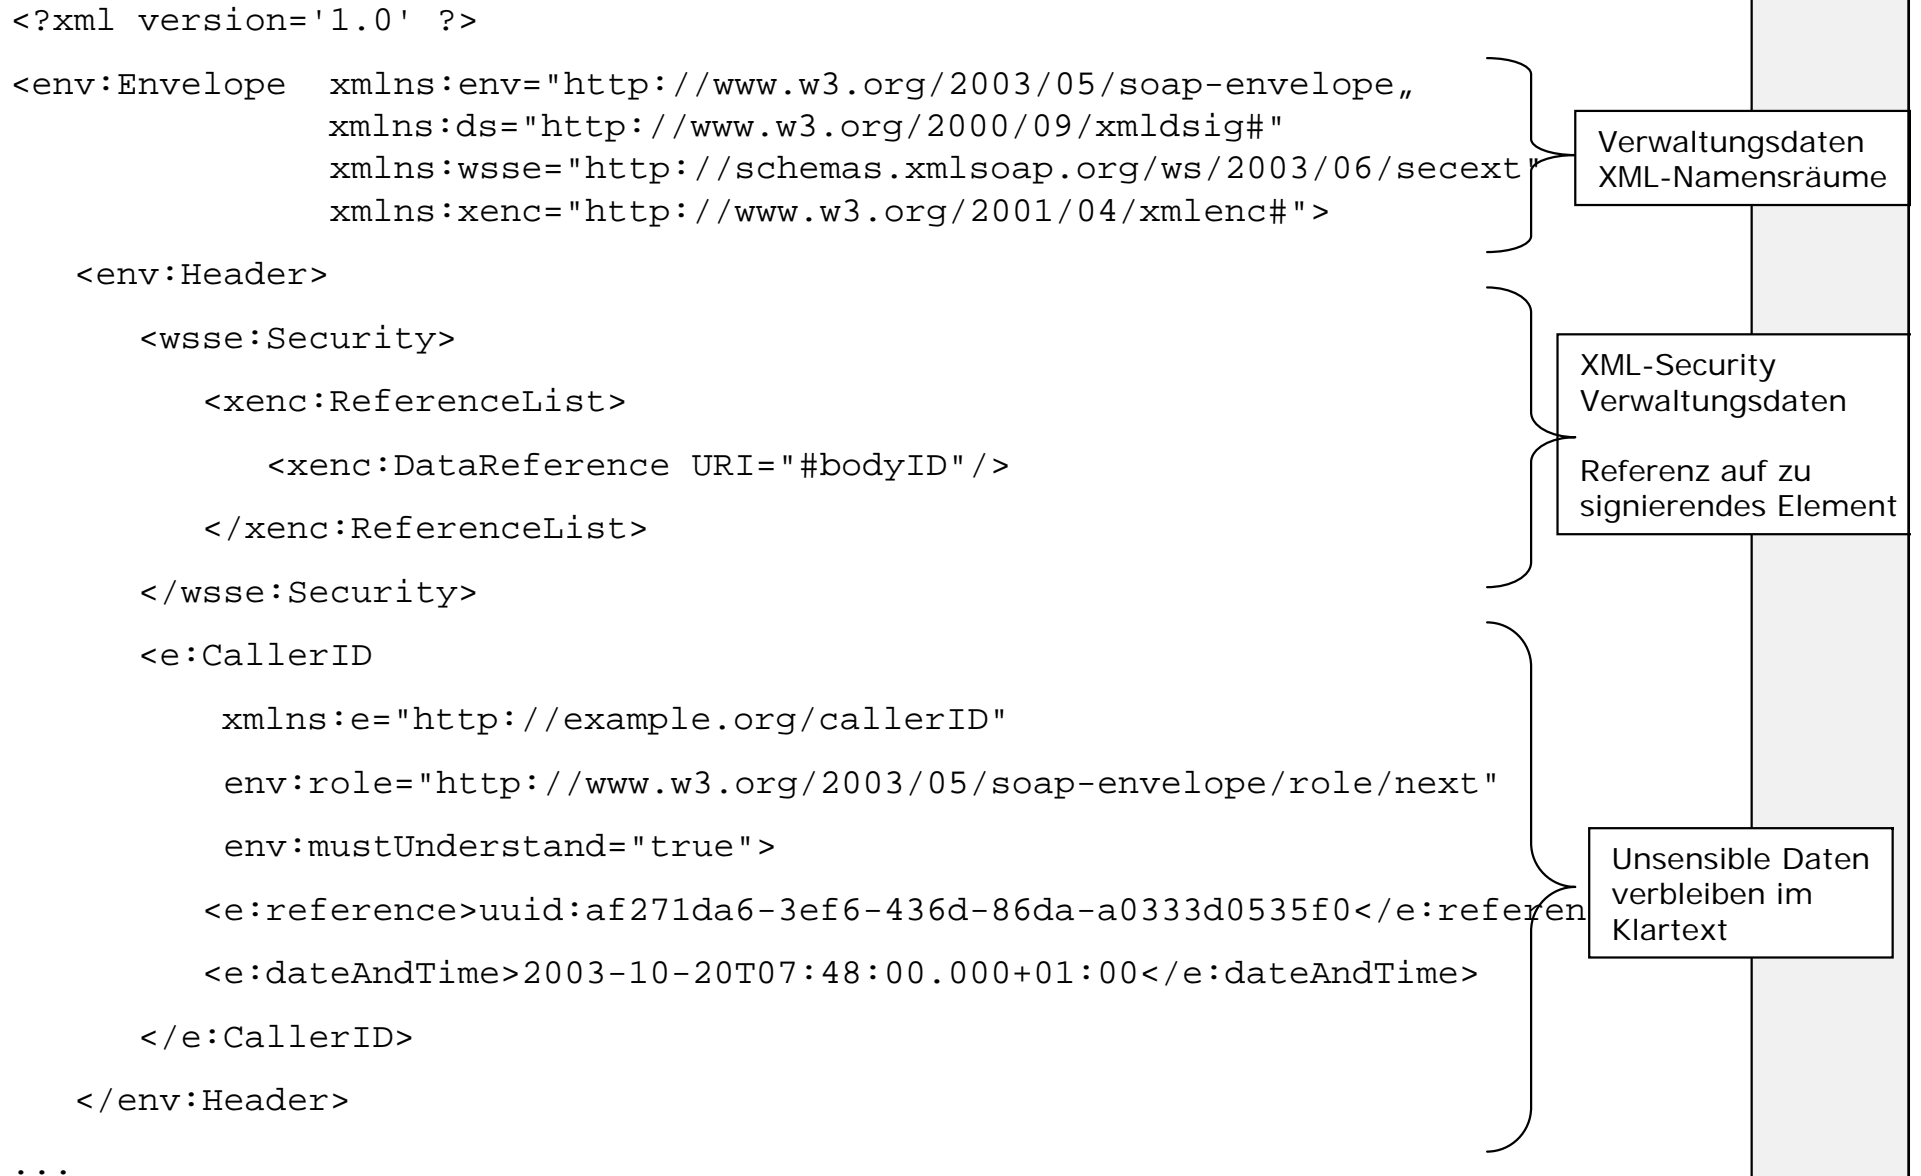 <?xml version='1.0' ?>
<env:Envelope xmlns:env="http://www.w3.org/2003/05/soap-envelope„
xmlns:ds="http://www.w3.org/2000/09/xmldsig#"
xmlns:wsse="http://schemas.xmlsoap.org/ws/2003/06/secext"
xmlns:xenc="http://www.w3.org/2001/04/xmlenc#">
Verwaltungsdaten
XML-Namensräume
<env:Header>
<wsse:Security>
<xenc:ReferenceList>
<xenc:DataReference URI="#bodyID"/>
</xenc:ReferenceList>
</wsse:Security>
XML-Security
Verwaltungsdaten
Referenz auf zu
signierendes Element
<e:CallerID
xmlns:e="http://example.org/callerID"
env:role="http://www.w3.org/2003/05/soap-envelope/role/next"
env:mustUnderstand="true">
<e:reference>uuid:af271da6-3ef6-436d-86da-a0333d0535f0</e:referen
<e:dateAndTime>2003-10-20T07:48:00.000+01:00</e:dateAndTime>
</e:CallerID>
</env:Header>
Unsensible Daten
verbleiben im
Klartext
...